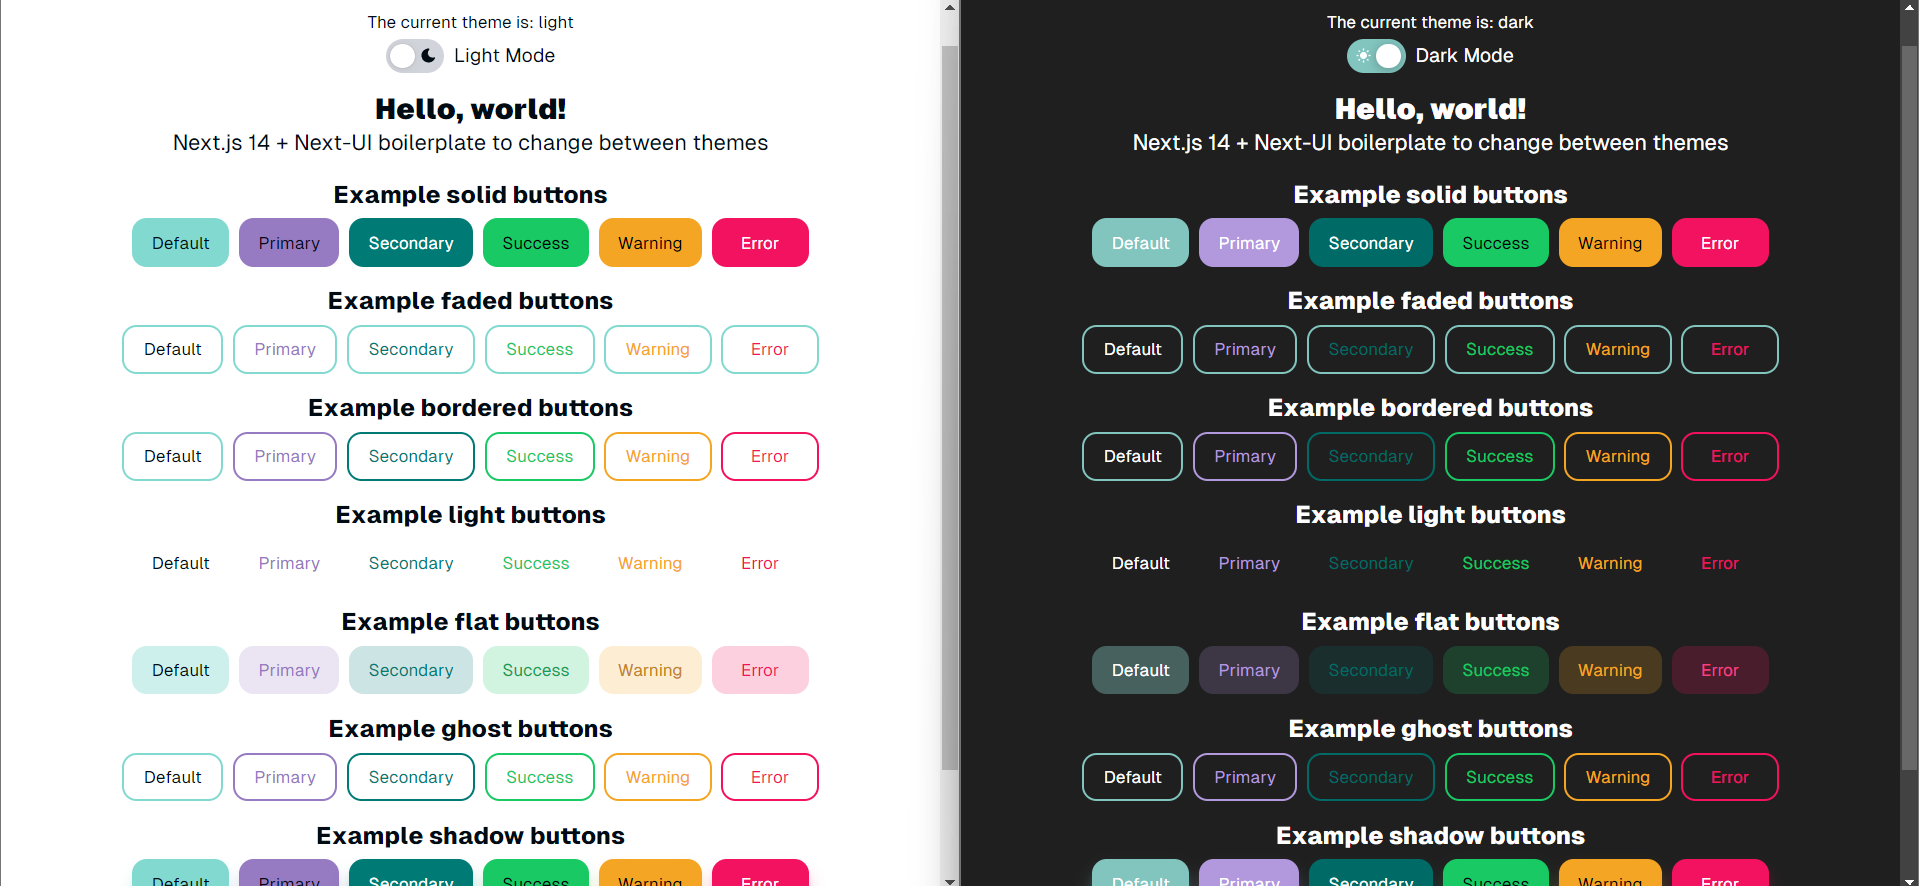 The current theme is: light
Light Mode
Hello, world!
Next.js 14 + Next-UI boilerplate to change between themes
Example solid buttons
Default Primary Secondary Success Warning Error
Example faded buttons
Default Primary Secondary Success Warning Error
Example bordered buttons
Default Primary Secondary Success Warning Error
Example light buttons
Default Primary Secondary Success Warning Error
Example flat buttons
Default Primary Secondary Success Warning Error
Example ghost buttons
Default Primary Secondary Success Warning Error
Example shadow buttons
Default Primary Secondary Success Warning Error
The current theme is: dark
Dark Mode
Hello, world!
Next.js 14 + Next-UI boilerplate to change between themes
Example solid buttons
Default Primary Secondary Success Warning Error
Example faded buttons
Default Primary Secondary Success Warning Error
Example bordered buttons
Default Primary Secondary Success Warning Error
Example light buttons
Default Primary Secondary Success Warning Error
Example flat buttons
Default Primary Secondary Success Warning Error
Example ghost buttons
Default Primary Secondary Success Warning Error
Example shadow buttons
Default Primary Secondary Success Warning Error